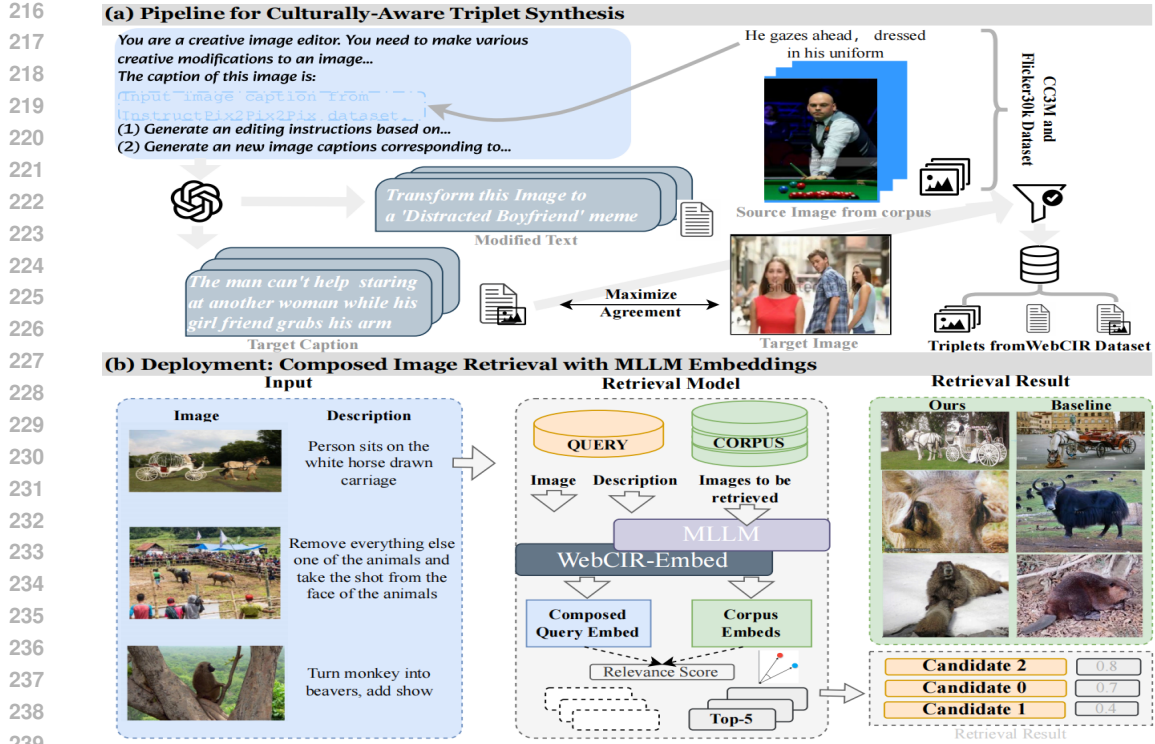 216
217
218
219
220
221
222
223
224
225
226
227
228
229
230
231
232
233
234
235
236
237
238
239
(a) Pipeline for Culturally-Aware Triplet Synthesis
You are a creative image editor. You need to make various
creative modifications to an image...
The caption of this image is:
Input image caption from
InstructPix2Pix2Pix dataset.
(1) Generate an editing instructions based on...
(2) Generate an new image captions corresponding to...
He gazes ahead, dressed
in his uniform
CC3M and
Flicker30k Dataset
Source Image from corpus
Transform this Image to
a 'Distracted Boyfriend' meme
Modified Text
The man can't help staring
at another woman while his
girl friend grabs his arm
Target Caption
Maximize
Agreement
Target Image
Triplets fromWebCIR Dataset
(b) Deployment: Composed Image Retrieval with MLLM Embeddings
Input
Image
Description
Person sits on the
white horse drawn
carriage
Remove everything else
one of the animals and
take the shot from the
face of the animals
Turn monkey into
beavers, add show
Retrieval Model
QUERY
CORPUS
Image
Description
Images to be
retrieved
MLLM
WebCIR-Embed
Composed
Query Embed
Corpus
Embeds
Relevance Score
Top-5
Retrieval Result
Ours
Baseline
Candidate 2
0.8
Candidate 0
0.7
Candidate 1
0.4
Retrieval Result